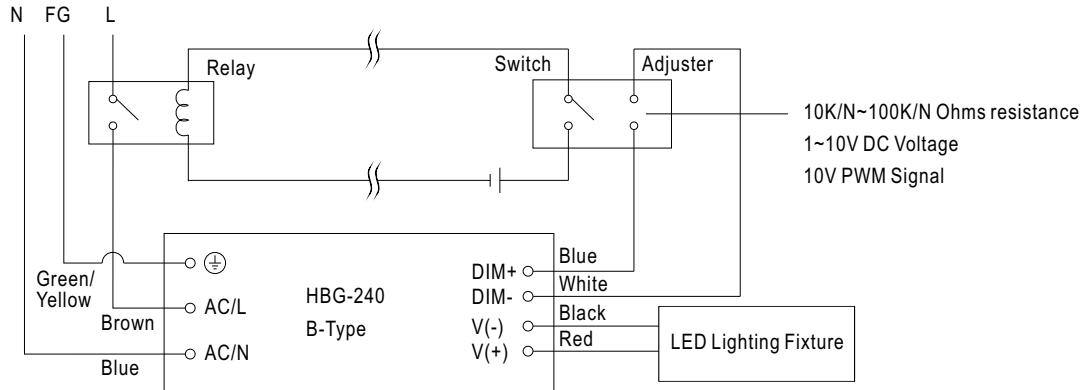 N FG L
Relay
Switch
Adjuster
10K/N~100K/N Ohms resistance
1~10V DC Voltage
10V PWM Signal
Green/
Yellow
Brown
Blue
AC/L
AC/N
HBG-240
B-Type
DIM+
DIM-
V(-)
V(+)
Blue
White
Black
Red
LED Lighting Fixture